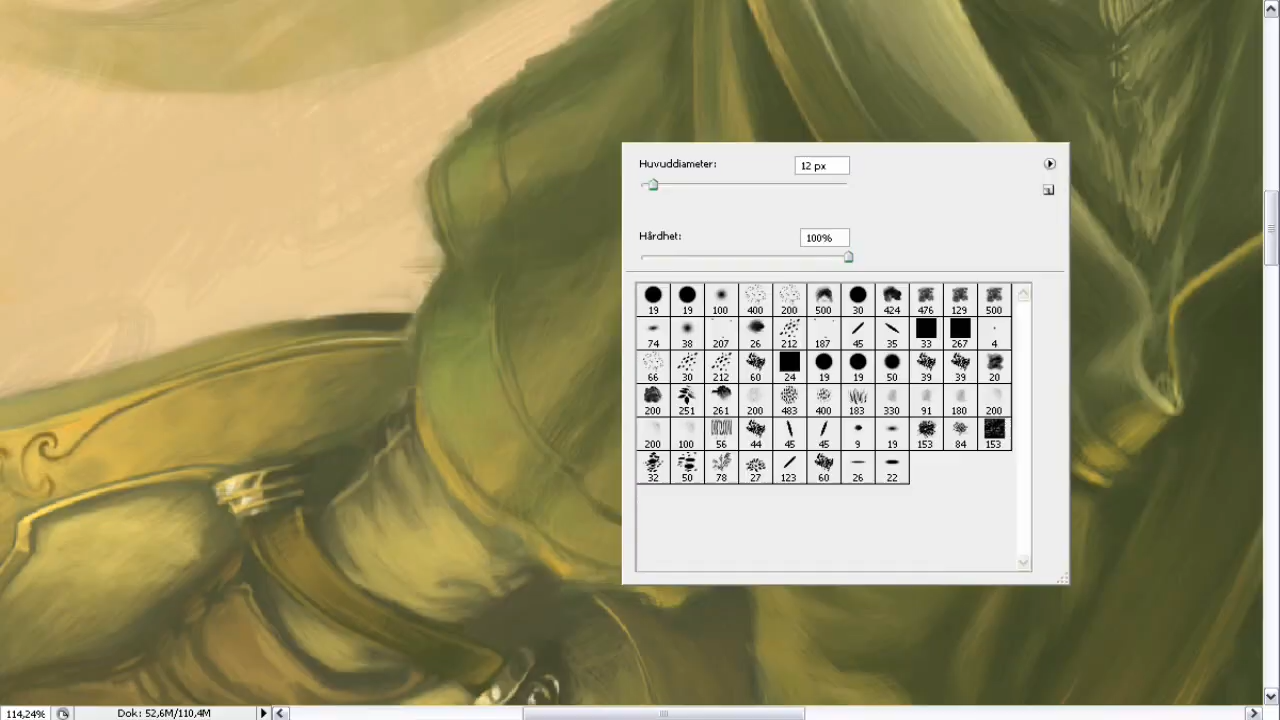 Huvuddiameter: 12 px
Hårdhet: 100%
19 19 100 400 200 500 30 424 476 129 500
74 38 207 26 212 187 45 35 33 267 4
66 30 212 60 24 19 19 50 39 39 20
200 251 261 200 483 400 183 330 91 180 200
200 100 56 44 45 45 9 19 153 84 153
32 50 78 27 123 60 26 22
114,24% Dok: 52,6M/110,4M